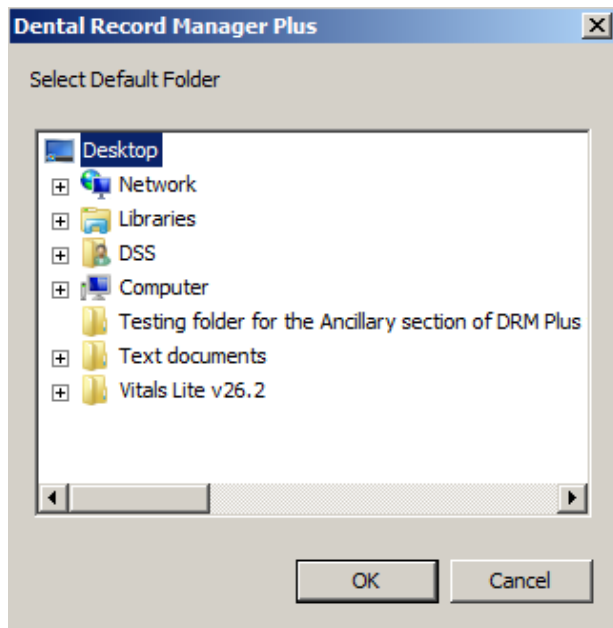 Dental Record Manager Plus
Select Default Folder
Desktop
Network
Libraries
DSS
Computer
Testing folder for the Ancillary section of DRM Plus
Text documents
Vitals Lite v26.2
OK Cancel